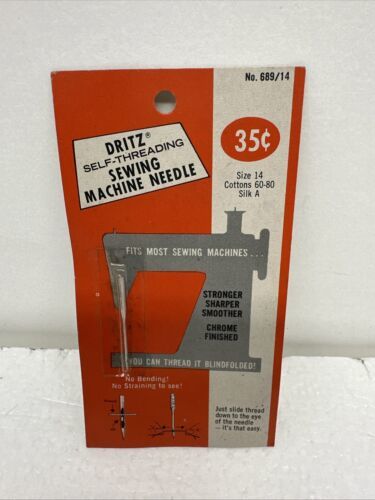 No. 689/14
DRITZ®
SELF-THREADING
SEWING
MACHINE NEEDLE
35¢
Size 14
Cottons 60-80
Silk A
FITS MOST SEWING MACHINES...
STRONGER
SHARPER
SMOOTHER
CHROME
FINISHED
YOU CAN THREAD IT BLINDFOLDED!
No Bending!
No Straining to see!
Just slide thread
down to the eye
of the needle
— it's that easy.